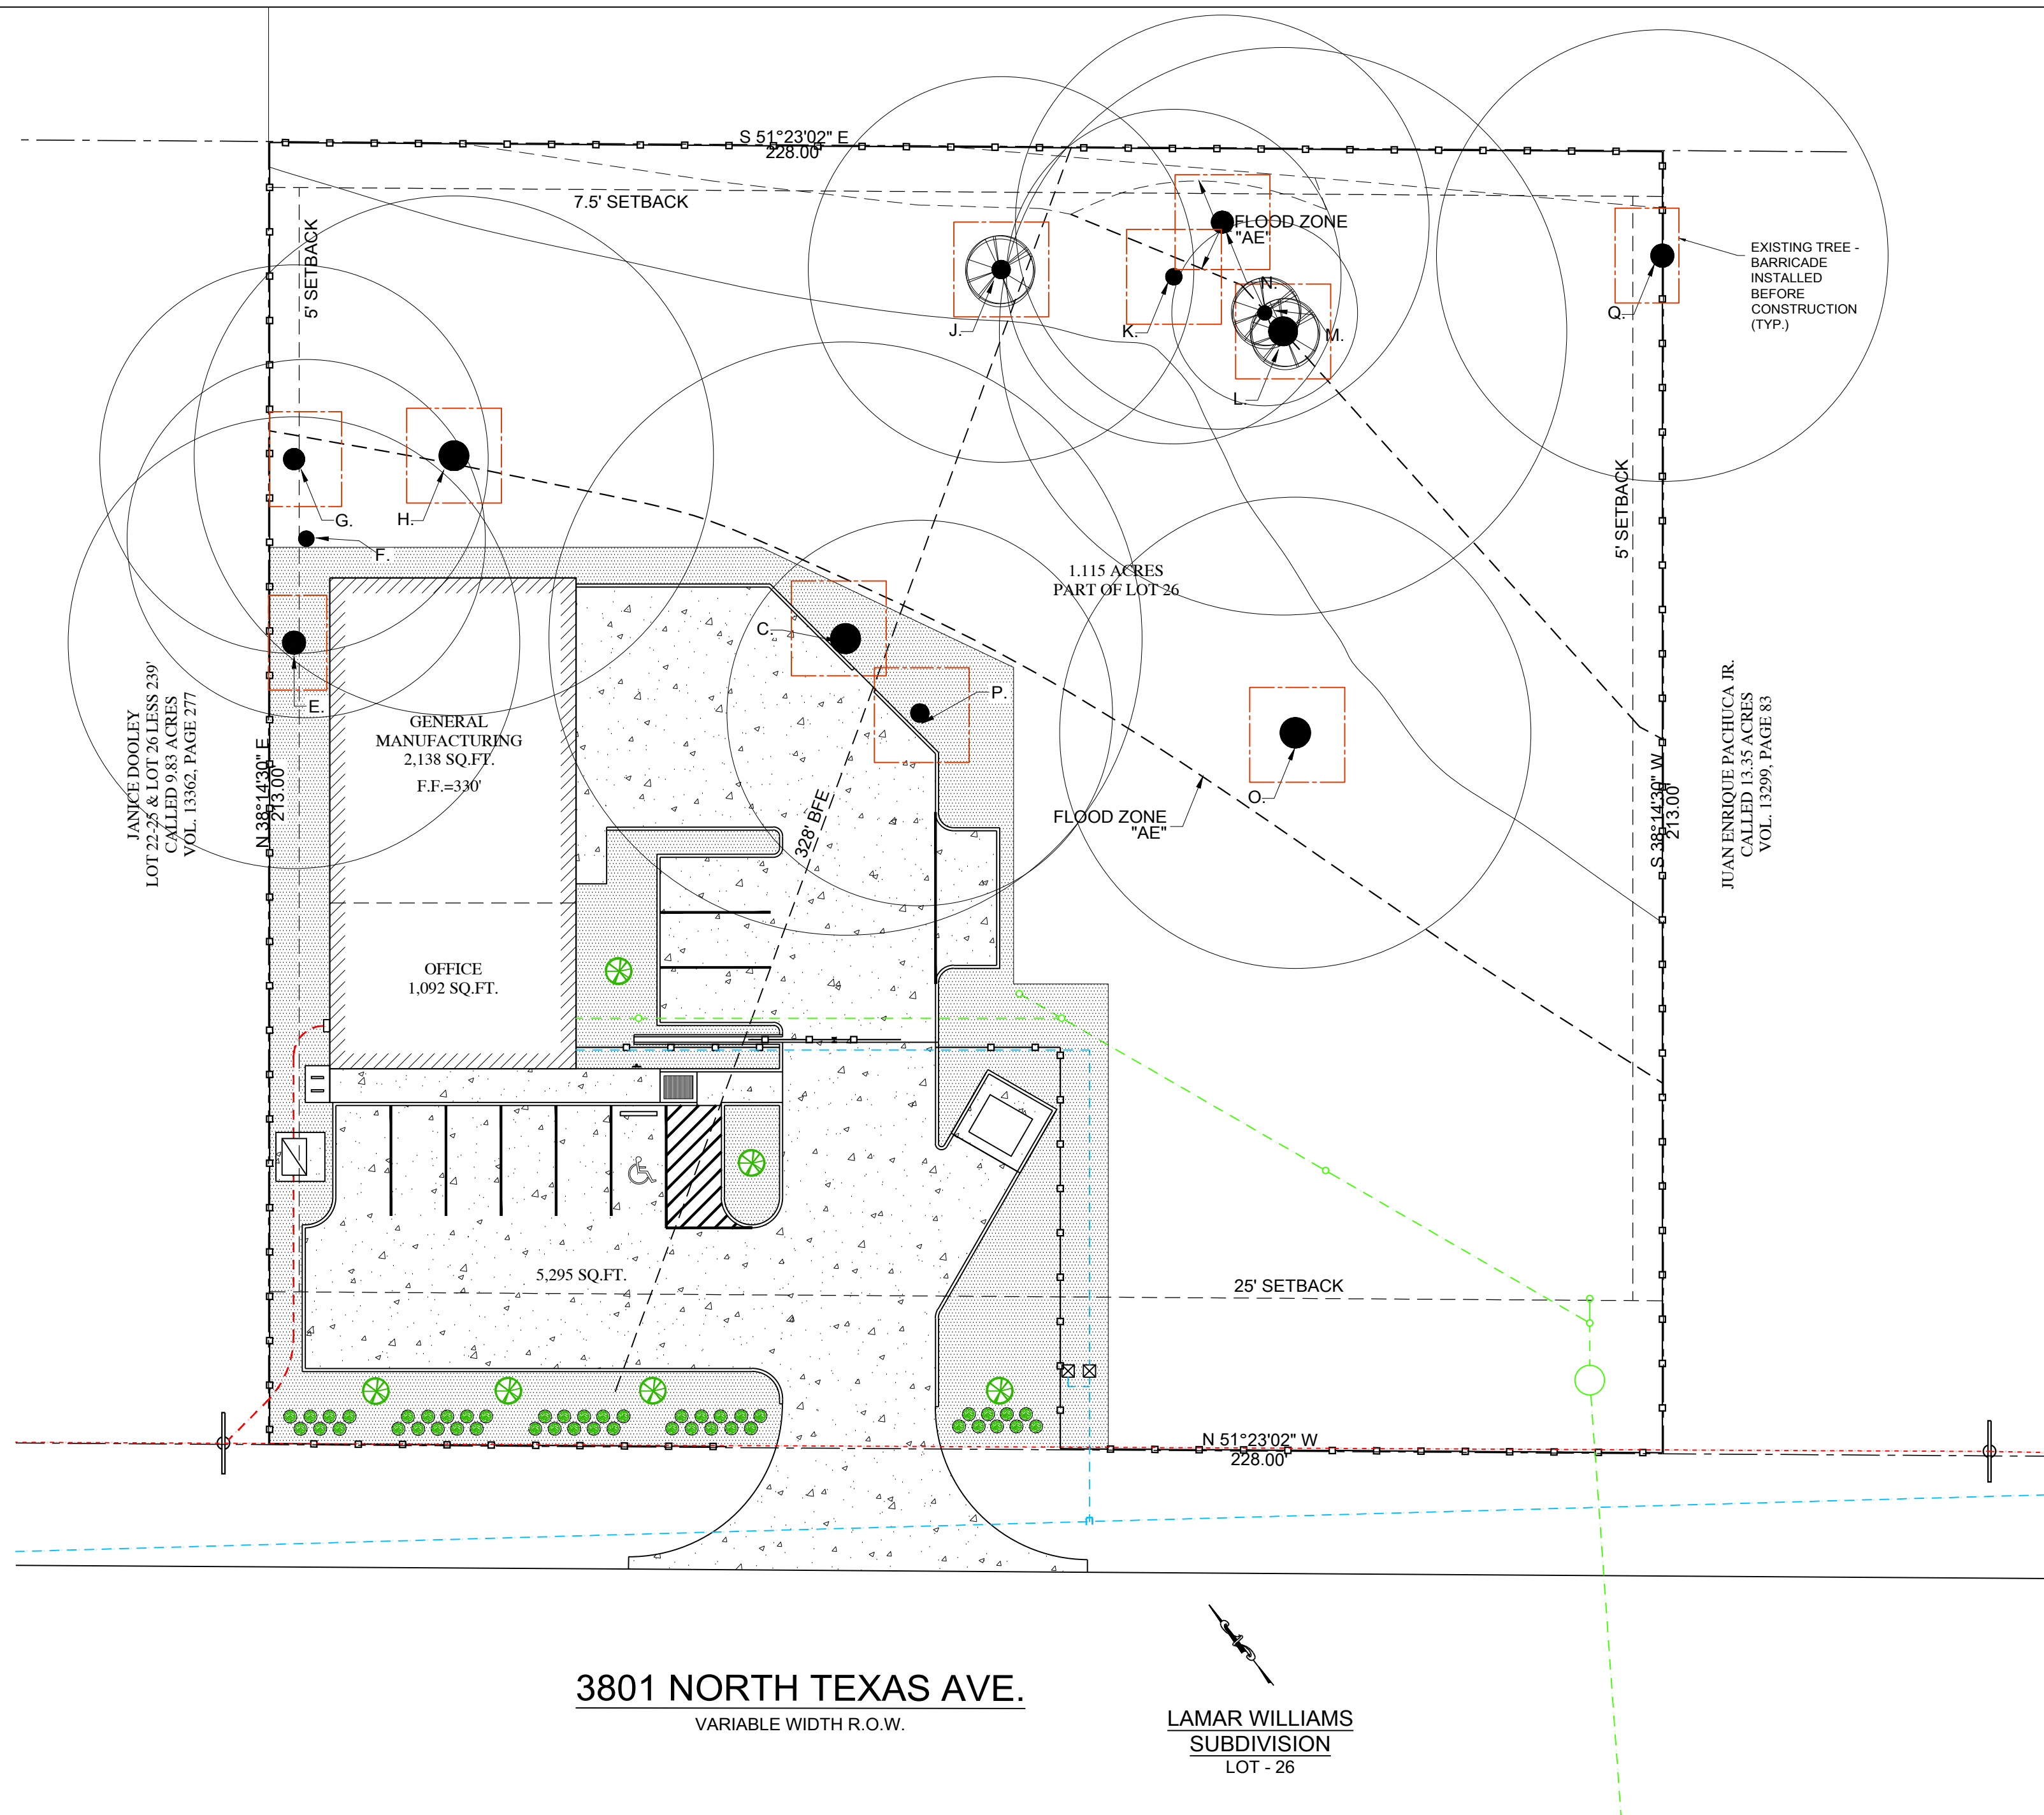 S 51°23'02" E
228.00'
7.5' SETBACK
5' SETBACK
FLOOD ZONE
"AE"
EXISTING TREE -
BARRICADE
INSTALLED
BEFORE
CONSTRUCTION
(TYP.)
N.
M.
J.
K.
L.
Q.
G.
H.
F.
5' SETBACK
1.115 ACRES
PART OF LOT 26
C.
P.
E.
O.
GENERAL
MANUFACTURING
2,138 SQ.FT.
F.F.=330'
JANICE DOOLEY
LOT 22-25 & LOT 26 LESS 239'
CALLED 9.83 ACRES
VOL. 13362, PAGE 277
N 38°14'30" E
213.00'
328' BFE
FLOOD ZONE
"AE"
S 38°14'30" W
213.00'
JUAN ENRIQUE PACHUCA JR.
CALLED 13.35 ACRES
VOL. 13299, PAGE 83
OFFICE
1,092 SQ.FT.
5,295 SQ.FT.
25' SETBACK
N 51°23'02" W
228.00'
3801 NORTH TEXAS AVE.
VARIABLE WIDTH R.O.W.
LAMAR WILLIAMS
SUBDIVISION
LOT - 26